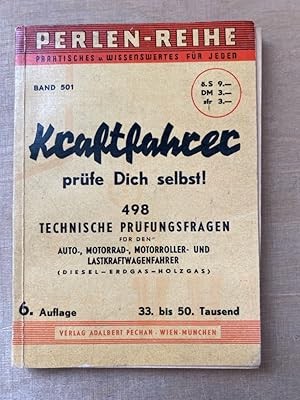 PERLEN-REIHE
PRAKTISCHES u. WISSENSWERTES FÜR JEDEN
BAND 501
ö.S 9.—
DM 3.—
sfr 3.—
Kraftfahrer
prüfe Dich selbst!
498
TECHNISCHE PRÜFUNGSFRAGEN
FÜR DEN
AUTO-, MOTORRAD-, MOTORROLLER- UND
LASTKRAFTWAGENFAHRER
(DIESEL—ERDGAS—HOLZGAS)
6. Auflage 33. bis 50. Tausend
VERLAG ADALBERT PECHAN · WIEN-MÜNCHEN